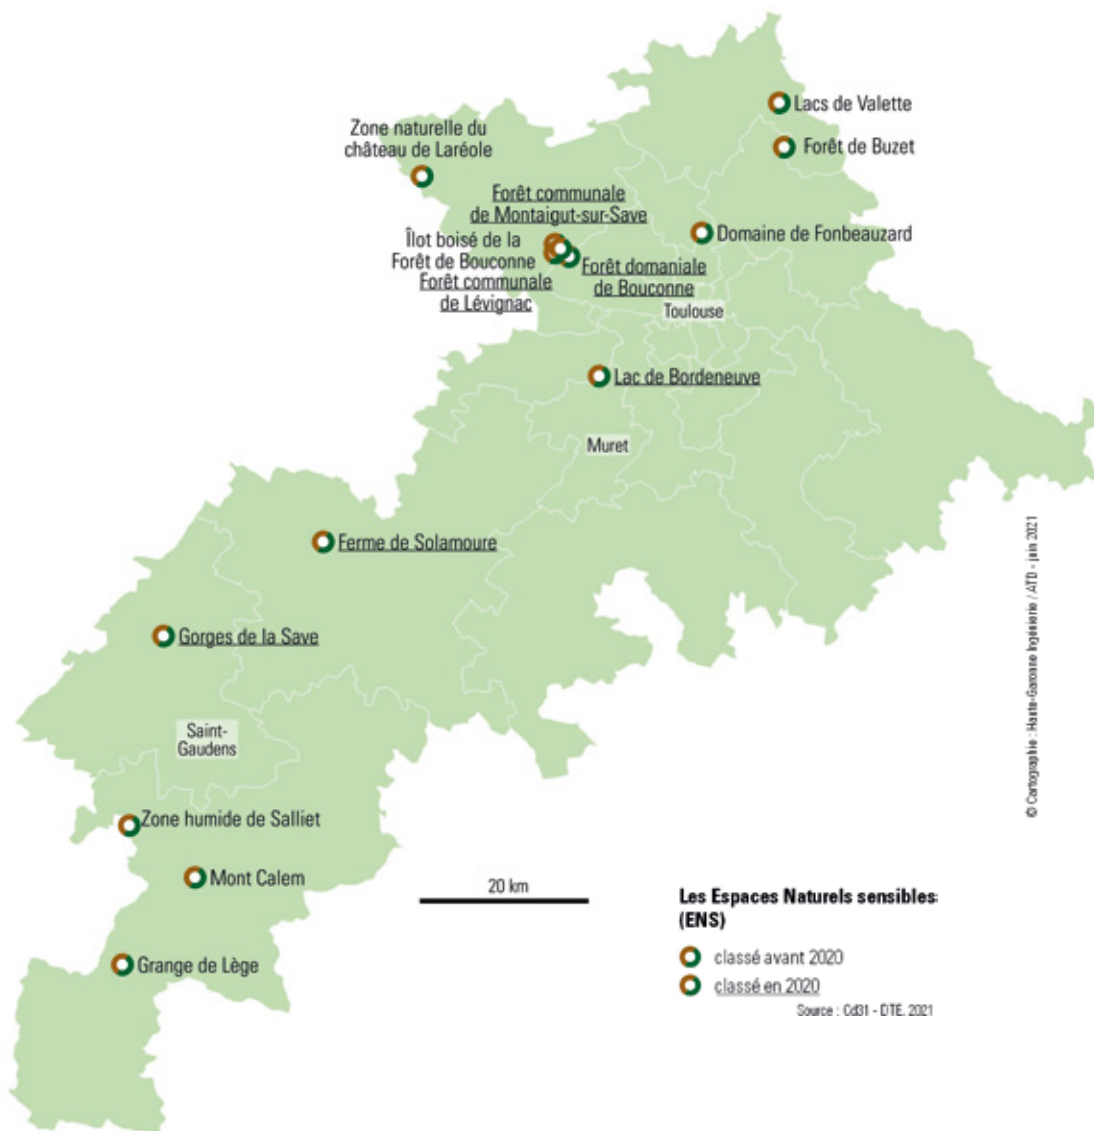 Lacs de Valette
Zone naturelle du
château de Laréole
Forêt de Buzet
Forêt communale
de Montaigut-sur-Save
Domaine de Fonbeauzard
Îlot boisé de la
Forêt de Bouconne
Forêt domaniale
de Bouconne
Forêt communale
de Lévignac
Toulouse
Lac de Bordeneuve
Muret
Ferme de Solamoure
Gorges de la Save
Saint-
Gaudens
Zone humide de Salliet
Mont Calem
Grange de Lège
20 km
Les Espaces Naturels sensibles
(ENS)
classé avant 2020
classé en 2020
Source : Cd31 - DTE, 2021
© Cartographie : Haute-Garonne Ingénierie / ATD - juin 2021